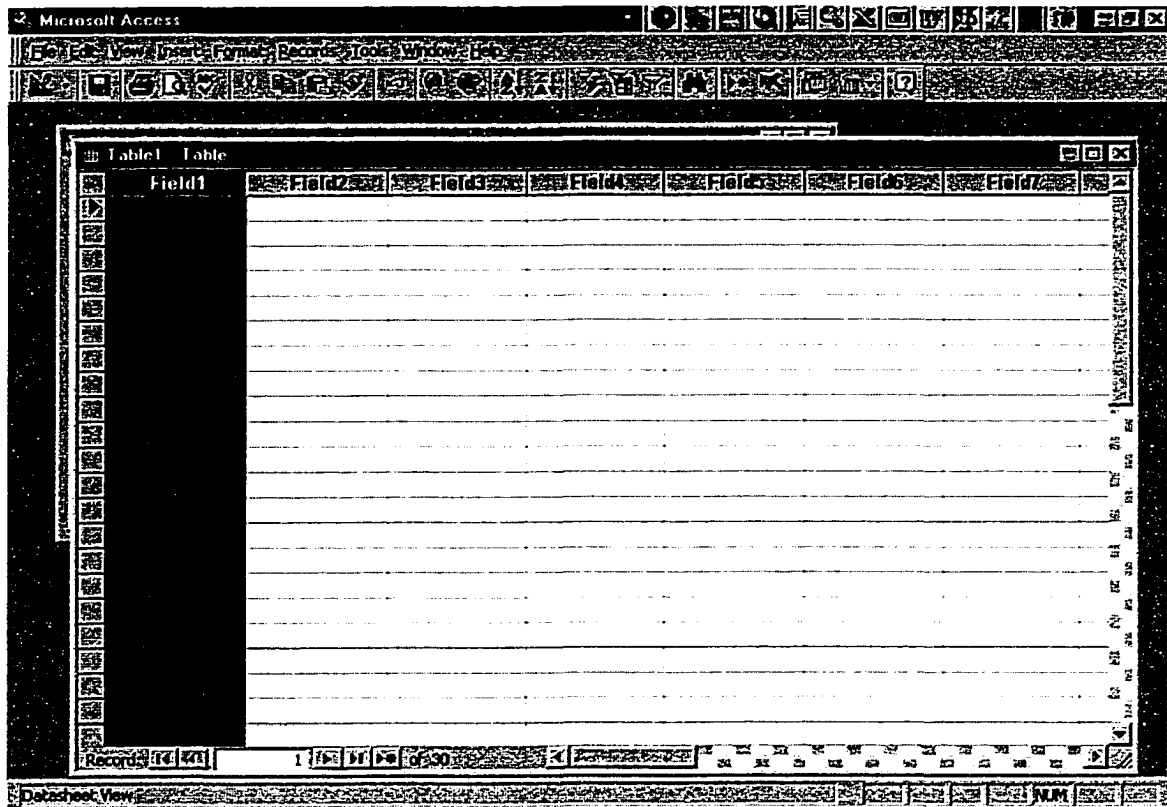 Microsoft Access
File Edit View Insert Format Records Tools Window Help
Table1 Table
Field1 Field2 Field3 Field4 Field5 Field6 Field7
Record: 1 of 30
Datasheet View NUM